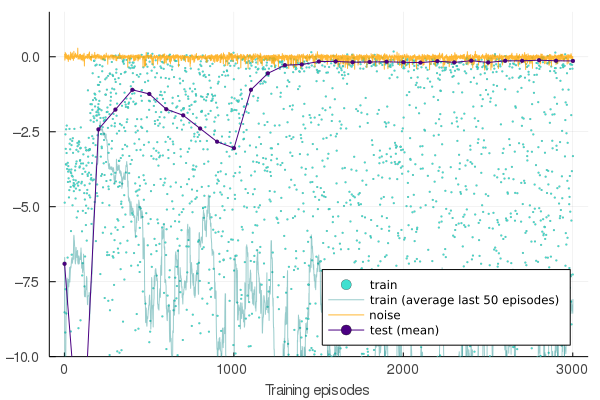 0.0
−2.5
−5.0
−7.5
−10.0
train
train (average last 50 episodes)
noise
test (mean)
0
1000
2000
3000
Training episodes